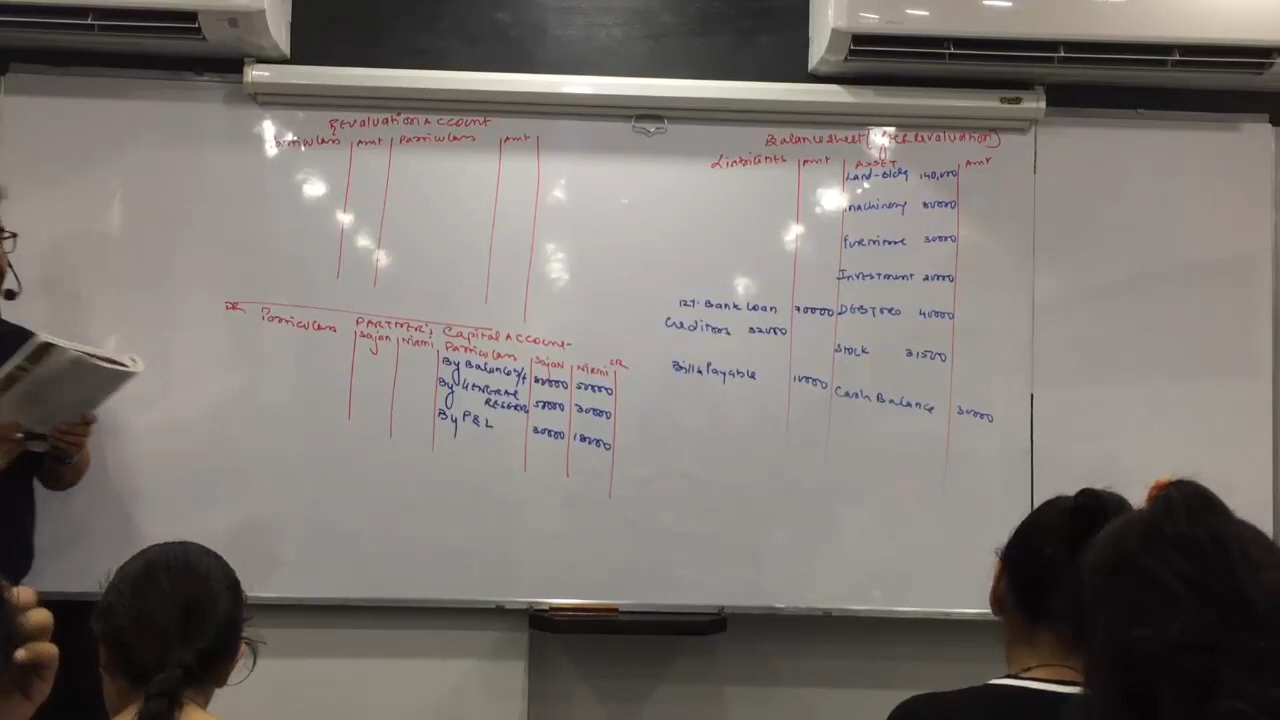 Revaluation Account
Particulars Amt Particulars Amt
DR Particulars PARTNER'S Capital ACCOUNT CR
Sajan Nirmi Particulars Sajan Nirmi
By Balance b/f 80000 50000
By GENERAL
RESERVE 50000 30000
By P&L 30000 18000
Balance sheet (After Revaluation)
Liabilities Amt ASSET Amt
Land-Bldg 140,000
Machinery 80000
Furniture 30000
INVESTMENT 20000
12% Bank Loan 70000 DEBTORS 40000
Creditors 32000
Stock 31500
Bills Payable 10000
Cash Balance 30000